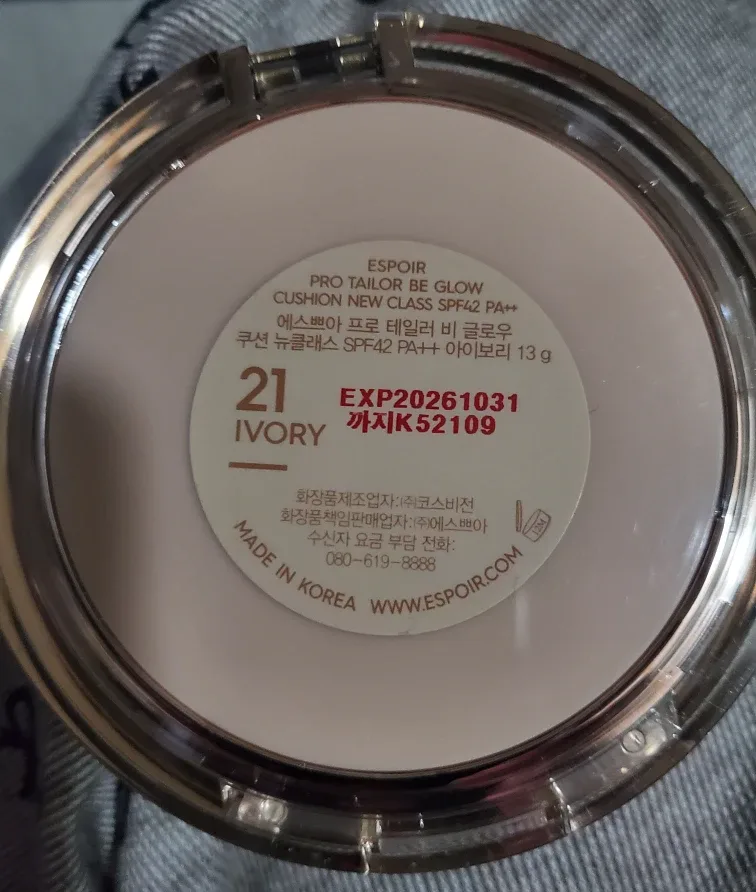 ESPOIR
PRO TAILOR BE GLOW
CUSHION NEW CLASS SPF42 PA++
에스쁘아 프로 테일러 비 글로우
쿠션 뉴클래스 SPF42 PA++ 아이보리 13 g
21
IVORY
EXP20261031
까지K52109
화장품제조업자:㈜코스비전
화장품책임판매업자:㈜에스쁘아
수신자 요금 부담 전화:
080-619-8888
MADE IN KOREA WWW.ESPOIR.COM